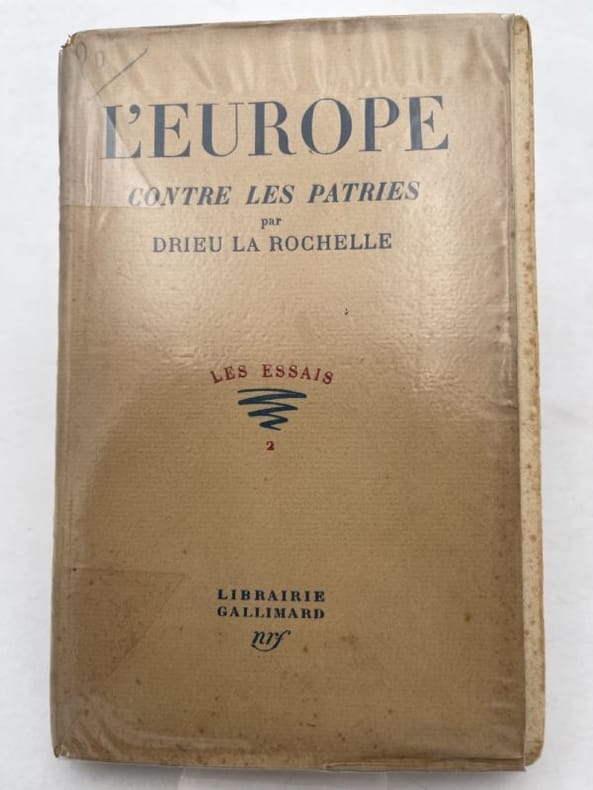 L'EUROPE
CONTRE LES PATRIES
par
DRIEU LA ROCHELLE
LES ESSAIS
2
LIBRAIRIE
GALLIMARD
nrf